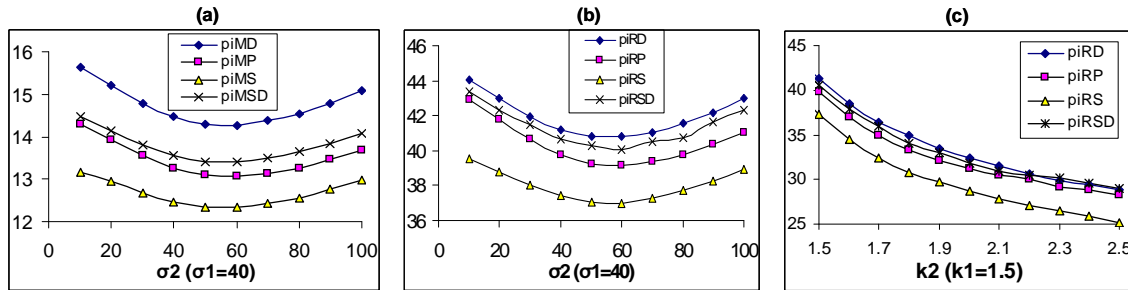 (a)
piMD
piMP
piMS
piMSD
16
15
14
13
12
0 20 40 60 80 100
σ2 (σ1=40)
(b)
piRD
piRP
piRS
piRSD
46
44
42
40
38
36
0 20 40 60 80 100
σ2 (σ1=40)
(c)
piRD
piRP
piRS
piRSD
45
40
35
30
25
1.5 1.7 1.9 2.1 2.3 2.5
k2 (k1=1.5)